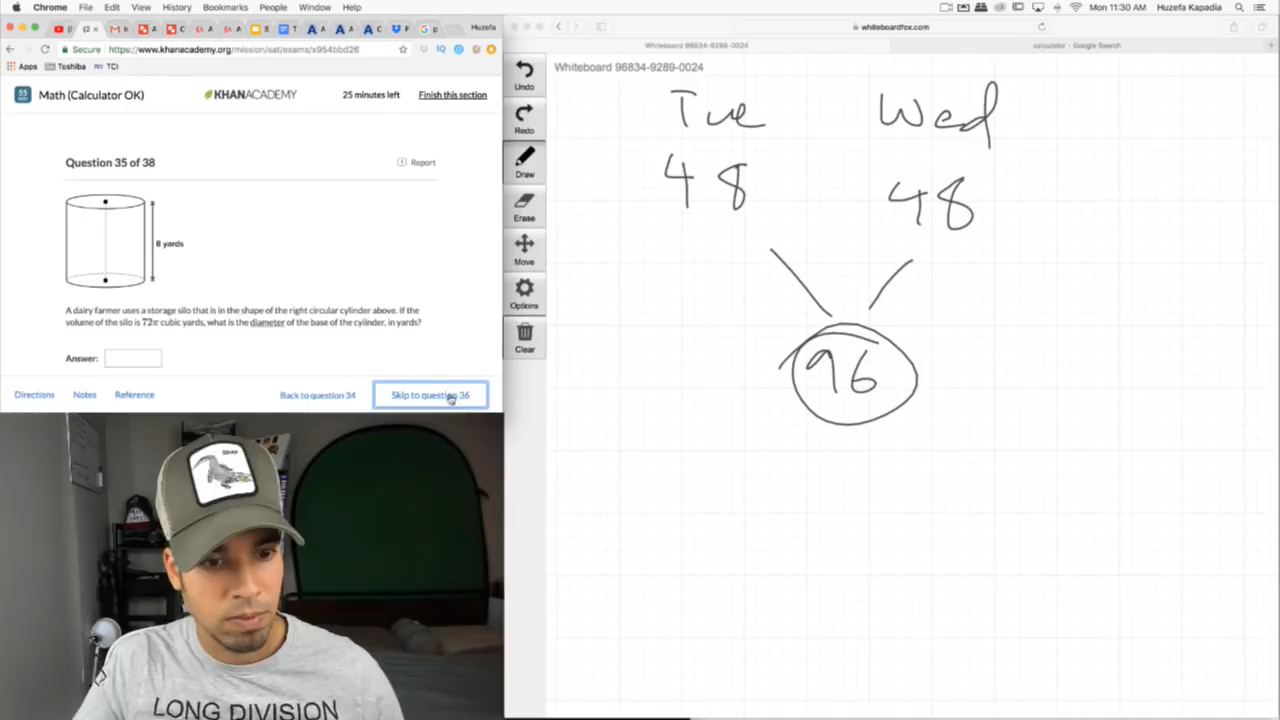 Chrome File Edit View History Bookmarks People Window Help
Mon 11:30 AM Huzefa Kapadia
Huzefa
Secure https://www.khanacademy.org/mission/sat/exams/x954bbd26
Apps Toshiba TCI
whiteboardfox.com
Whiteboard 96834-9289-0024
calculator - Google Search
Whiteboard 96834-9289-0024
55
Math (Calculator OK)
KHANACADEMY
25 minutes left
Finish this section
Question 35 of 38
Report
8 yards
A dairy farmer uses a storage silo that is in the shape of the right circular cylinder above. If the
volume of the silo is 72π cubic yards, what is the diameter of the base of the cylinder, in yards?
Answer:
Directions Notes Reference
Back to question 34
Skip to question 36
Undo
Redo
Draw
Erase
Move
Options
Clear
Tue Wed
48 48
96
LONG DIVISION